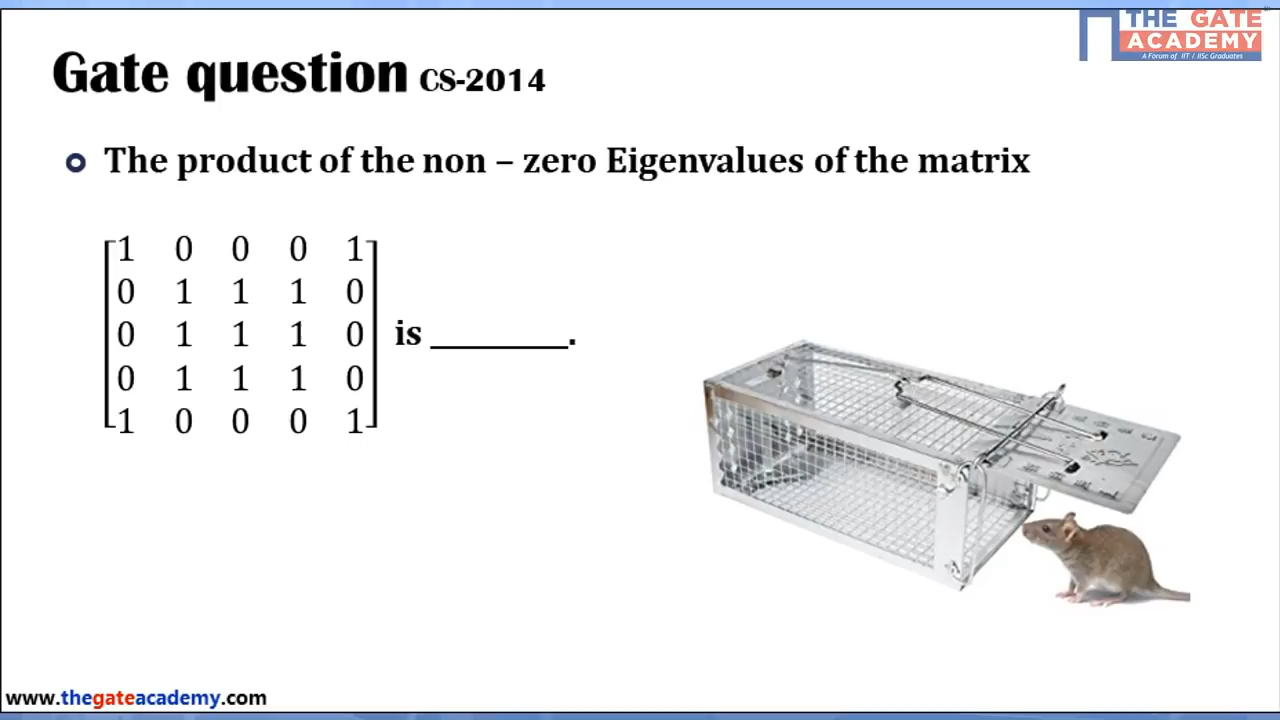 THE GATE
ACADEMY
A Forum of IIT / IISc Graduates
Gate question CS-2014
The product of the non – zero Eigenvalues of the matrix
1 0 0 0 1
0 1 1 1 0
0 1 1 1 0 is ________.
0 1 1 1 0
1 0 0 0 1
www.thegateacademy.com